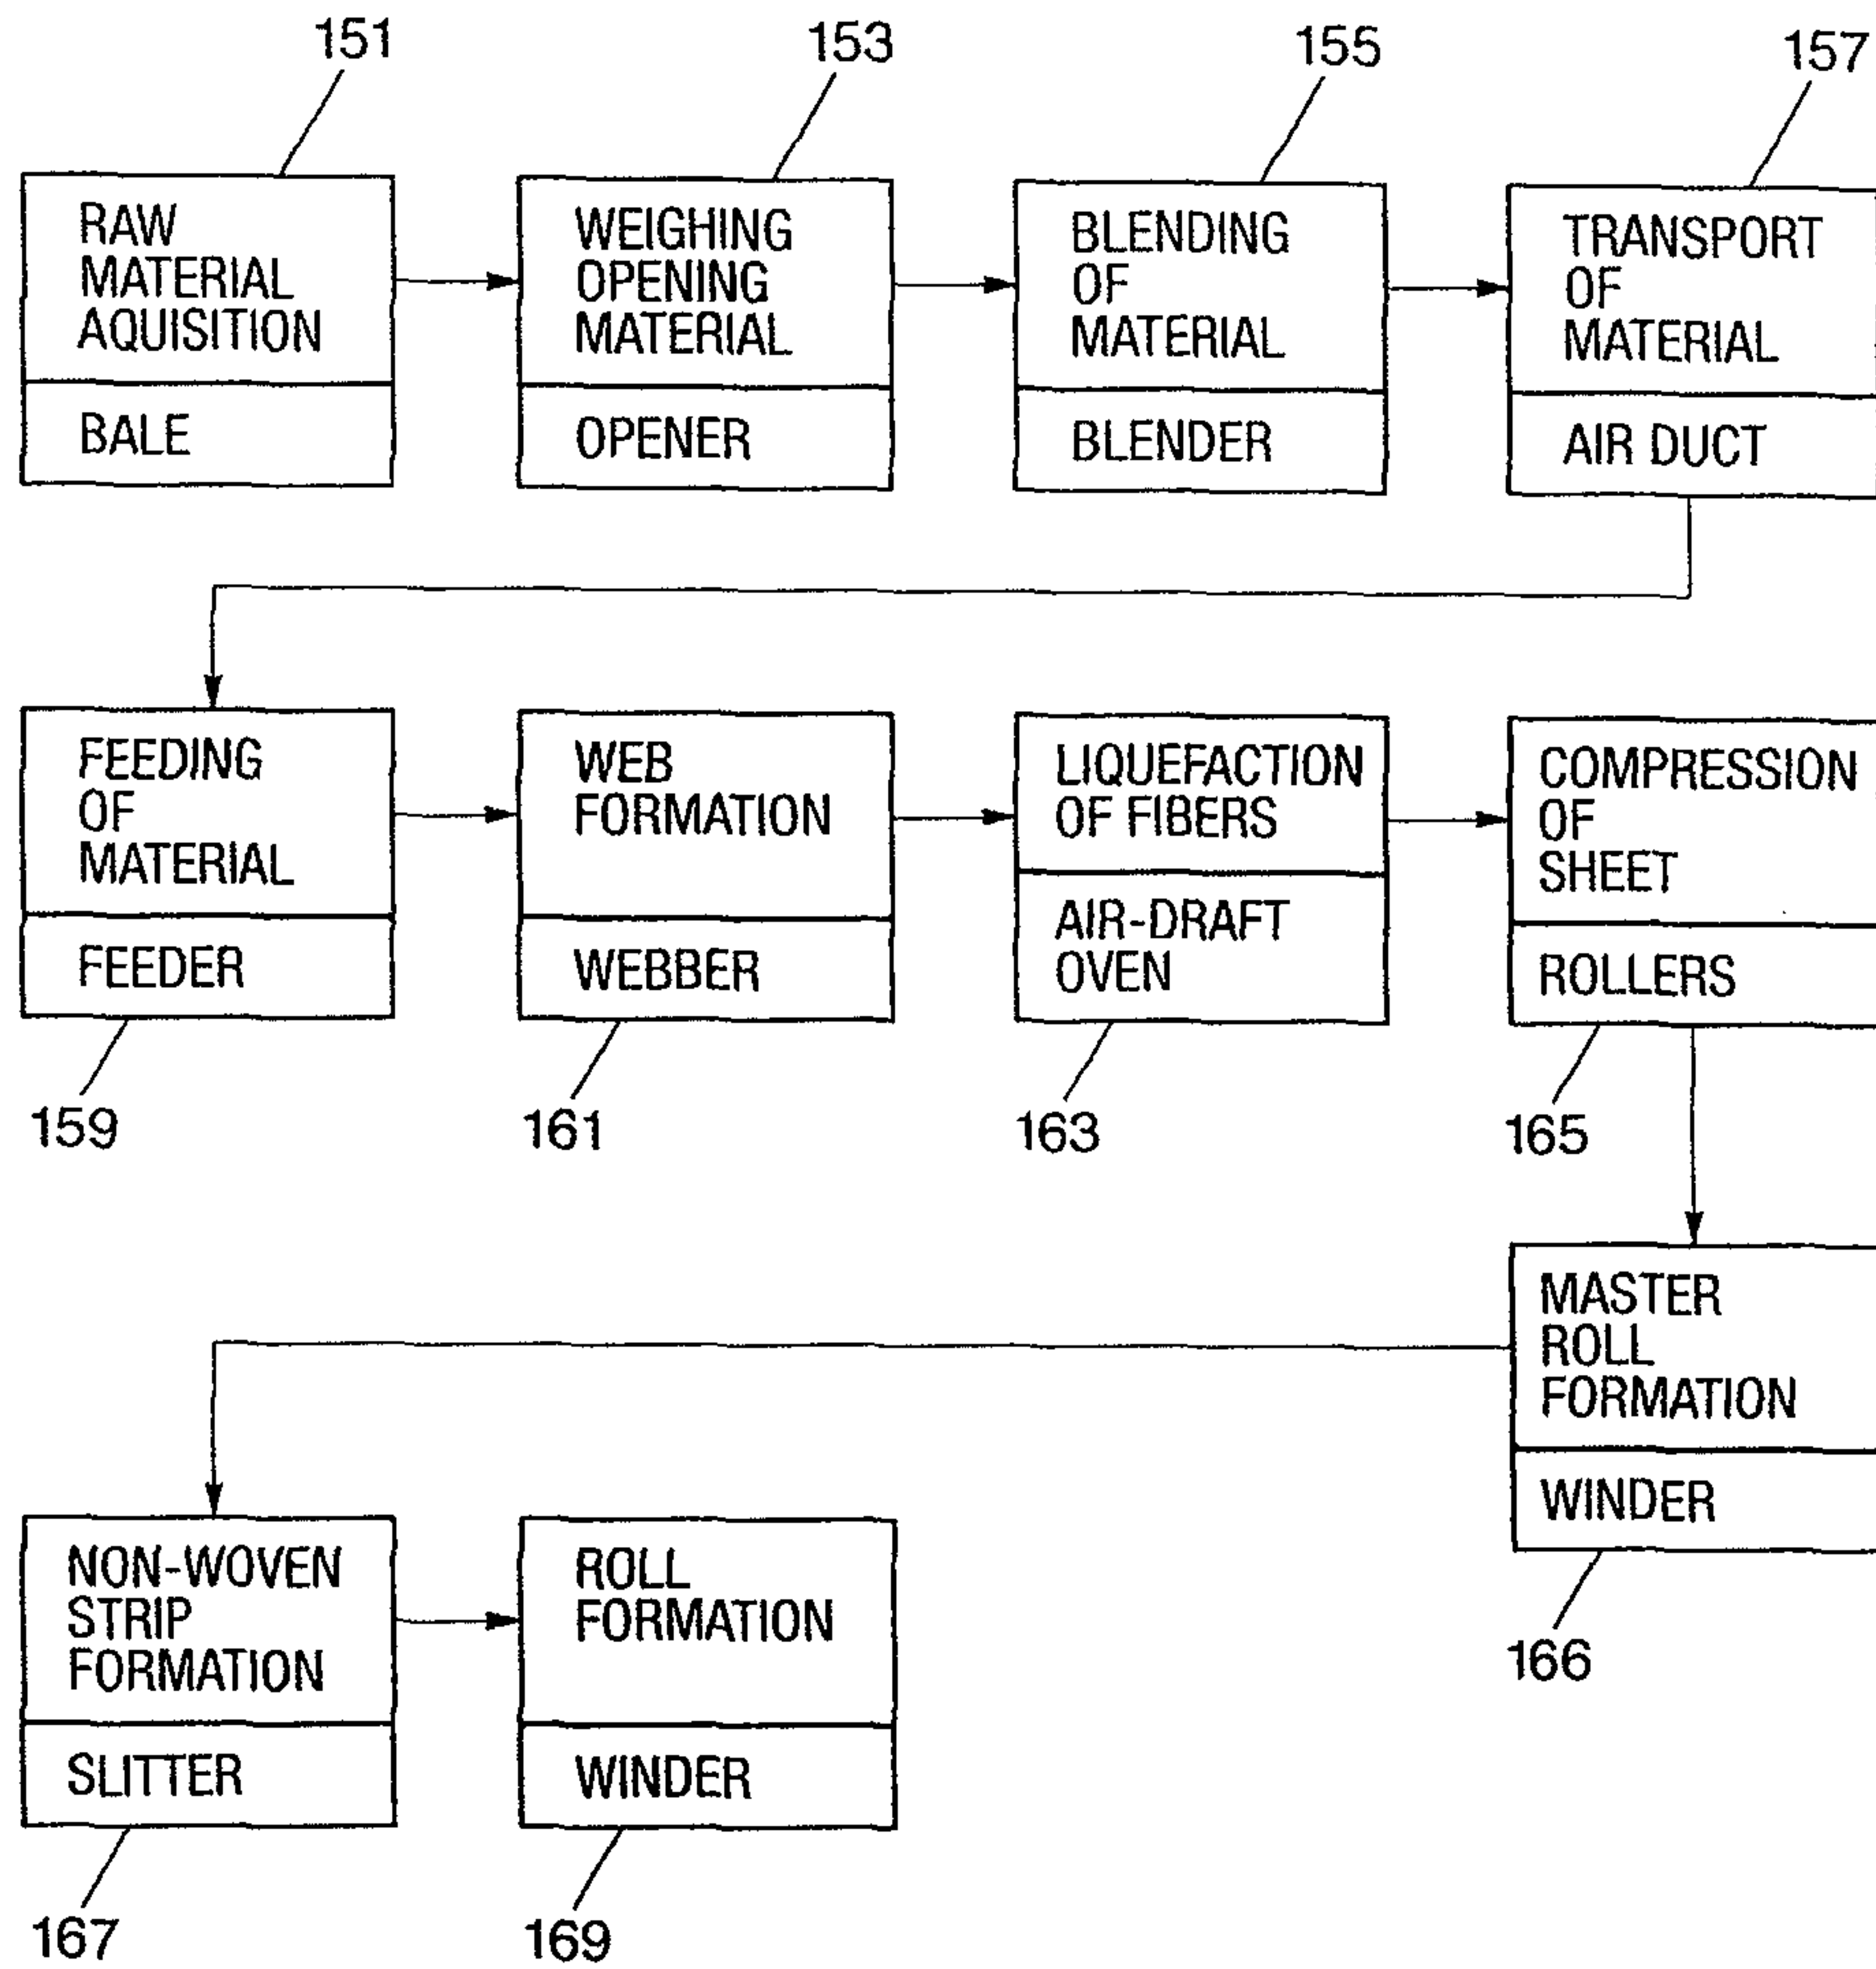 151
153
155
157
RAW
MATERIAL
AQUISITION
BALE
WEIGHING
OPENING
MATERIAL
OPENER
BLENDING
OF
MATERIAL
BLENDER
TRANSPORT
OF
MATERIAL
AIR DUCT
FEEDING
OF
MATERIAL
FEEDER
WEB
FORMATION
WEBBER
LIQUEFACTION
OF FIBERS
AIR-DRAFT
OVEN
COMPRESSION
OF
SHEET
ROLLERS
159
161
163
165
MASTER
ROLL
FORMATION
WINDER
166
NON-WOVEN
STRIP
FORMATION
SLITTER
ROLL
FORMATION
WINDER
167
169